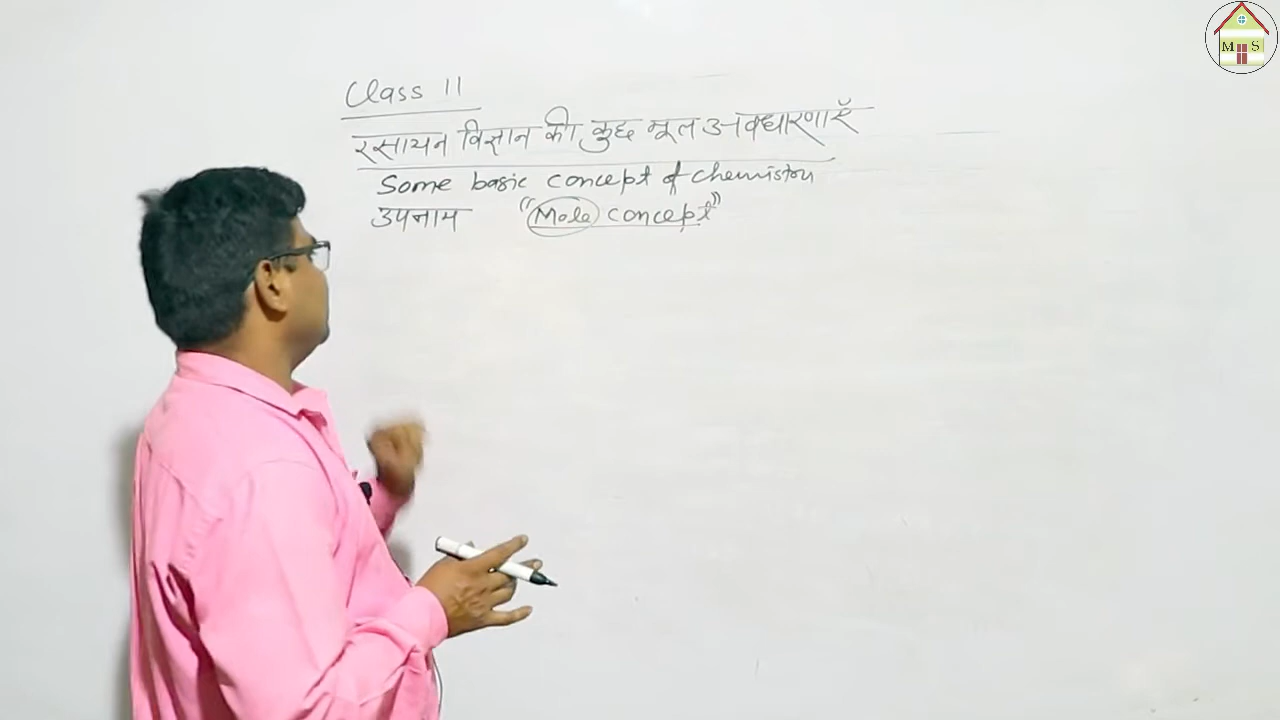 Class 11
रसायन विज्ञान की कुछ मूल अवधारणाएँ
Some basic concept of chemistry
उपनाम "Mole concept"
M S